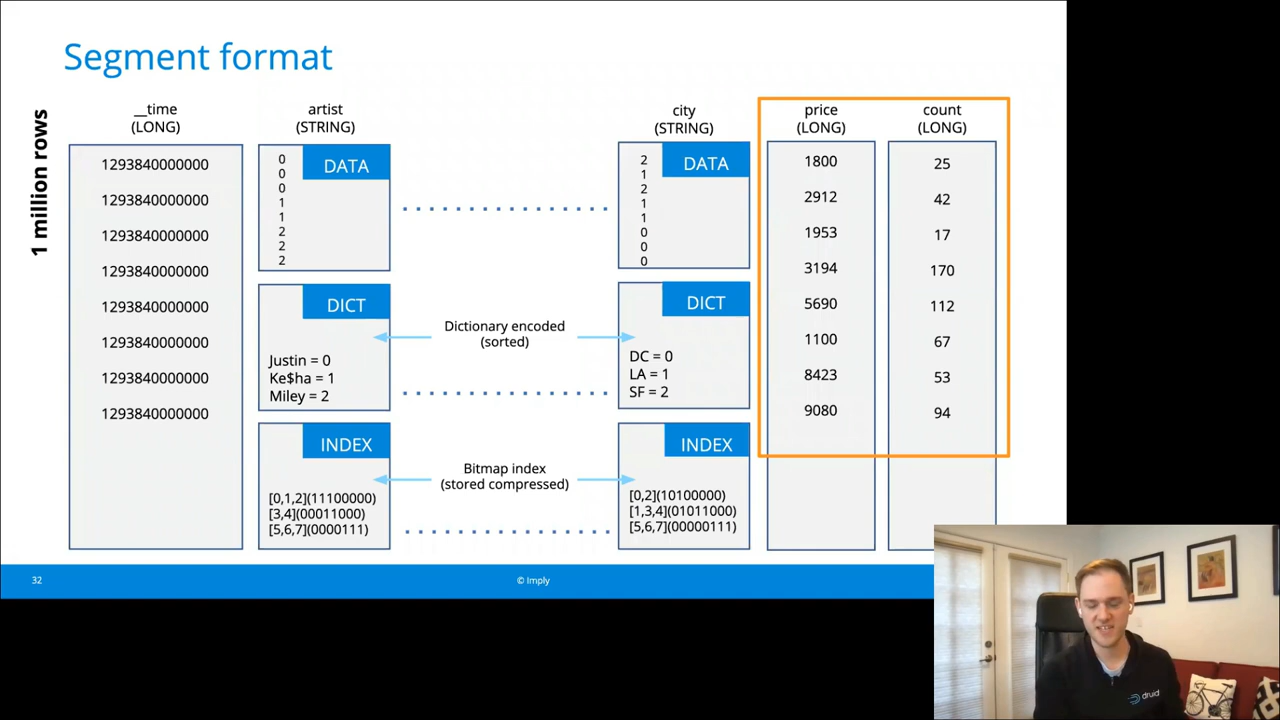 Segment format
1 million rows
__time
(LONG)
1293840000000
1293840000000
1293840000000
1293840000000
1293840000000
1293840000000
1293840000000
1293840000000
artist
(STRING)
DATA
0
0
0
1
1
2
2
2
DICT
Justin = 0
Ke$ha = 1
Miley = 2
INDEX
[0,1,2](11100000)
[3,4](00011000)
[5,6,7](0000111)
Dictionary encoded
(sorted)
Bitmap index
(stored compressed)
city
(STRING)
DATA
2
1
2
1
1
0
0
0
DICT
DC = 0
LA = 1
SF = 2
INDEX
[0,2](10100000)
[1,3,4](01011000)
[5,6,7](00000111)
price
(LONG)
1800
2912
1953
3194
5690
1100
8423
9080
count
(LONG)
25
42
17
170
112
67
53
94
32
© Imply
druid